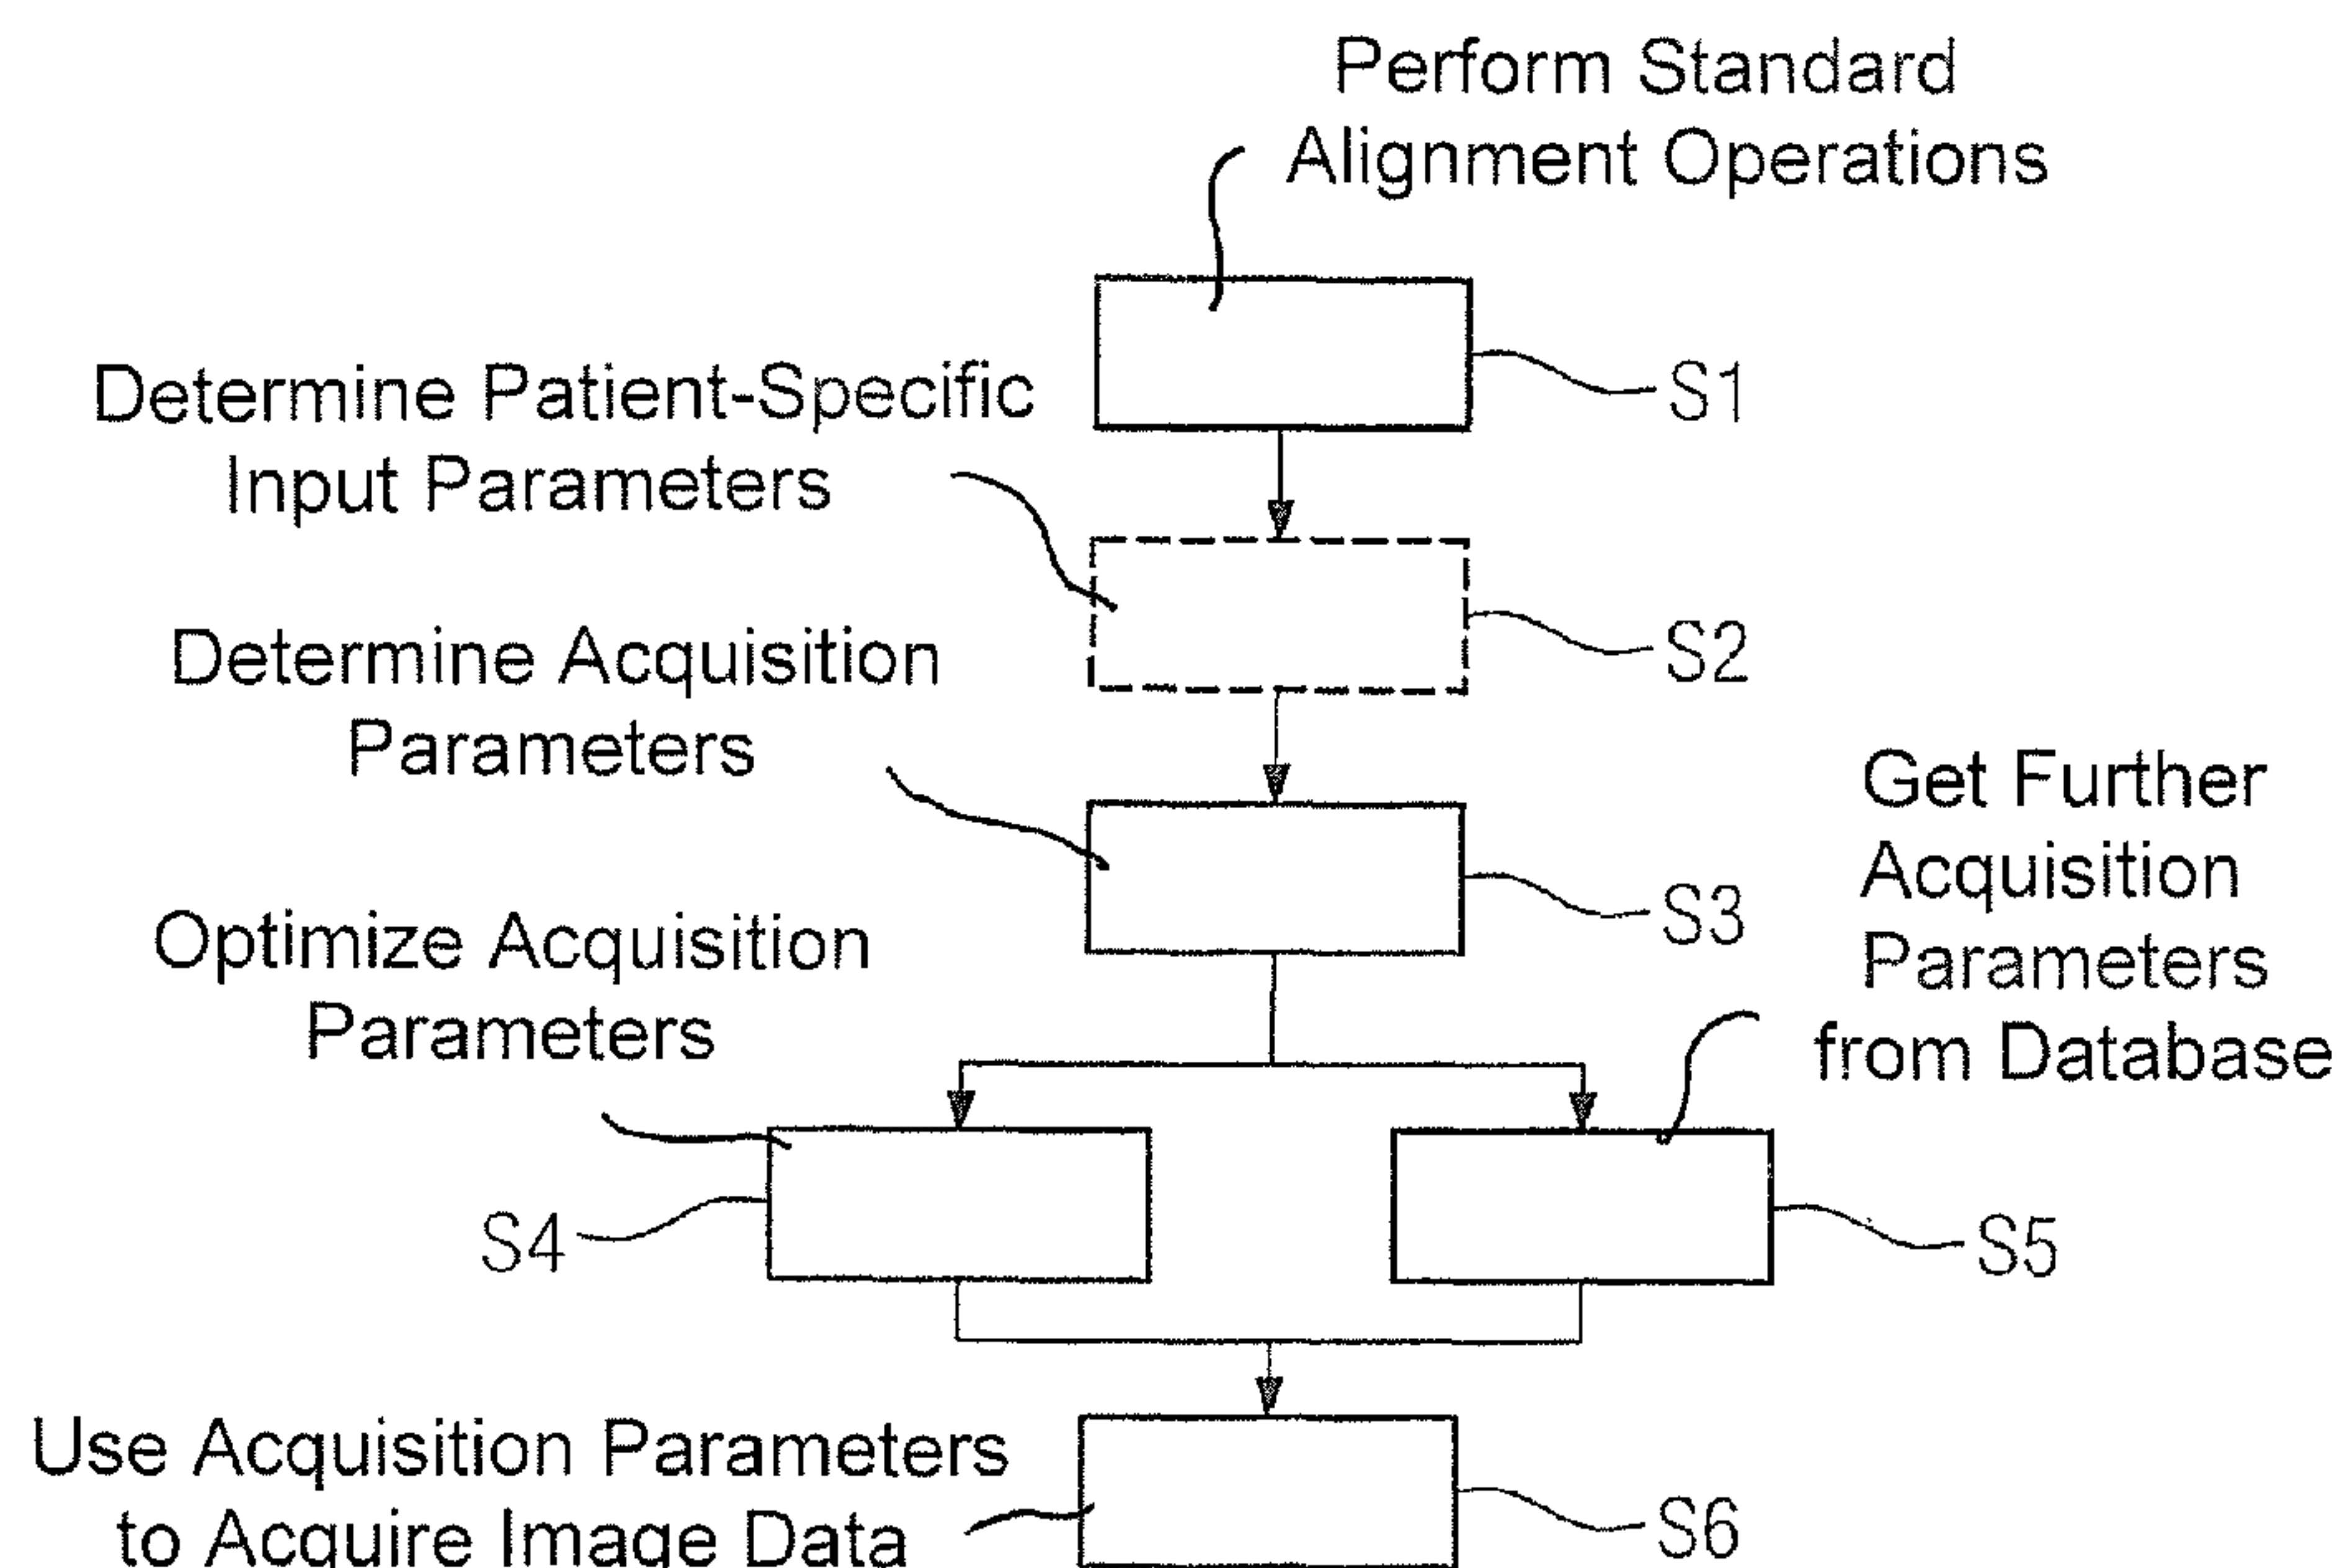 Perform Standard
Alignment Operations
S1
Determine Patient-Specific
Input Parameters
S2
Determine Acquisition
Parameters
S3
Get Further
Acquisition
Parameters
from Database
Optimize Acquisition
Parameters
S4
S5
Use Acquisition Parameters
to Acquire Image Data
S6